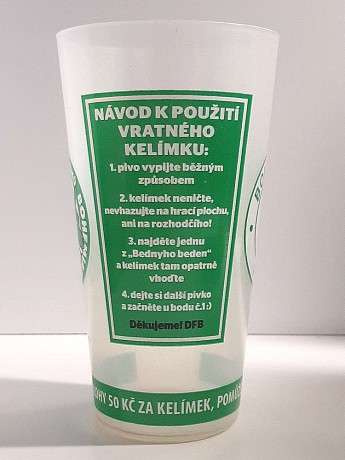 NÁVOD K POUŽITÍ
VRATNÉHO
KELÍMKU:
1. pivo vypijte běžným
způsobem
2. kelímek neničte,
nevhazujte na hrací plochu,
ani na rozhodčího!
3. najděte jednu
z „Bednyho beden“
a kelímek tam opatrně
vhoďte
4. dejte si další pivko
a začněte u bodu č.1 :)
Děkujeme! DFB
50 KČ ZA KELÍMEK,